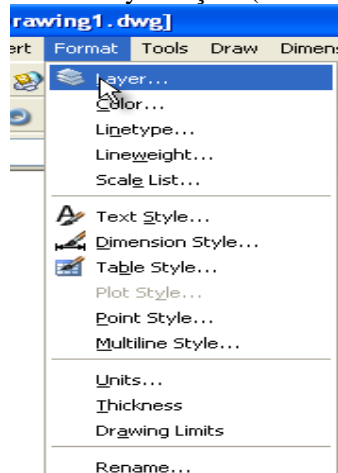 rawing1.dwg]
ert Format Tools Draw Dimen
Layer...
Color...
Linetype...
Lineweight...
Scale List...
Text Style...
Dimension Style...
Table Style...
Plot Style...
Point Style...
Multiline Style...
Units...
Thickness
Drawing Limits
Rename...